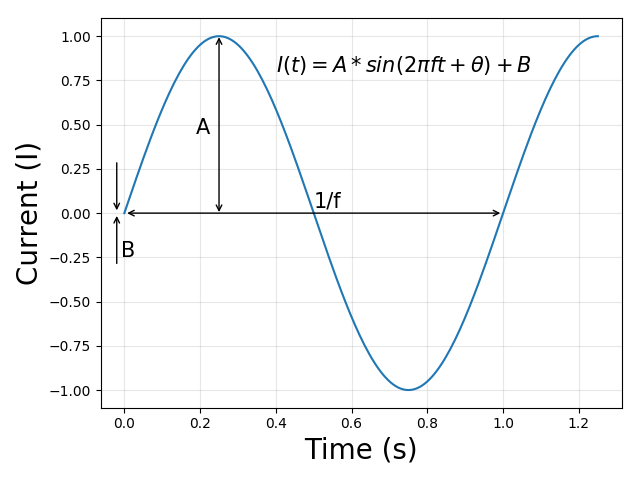 I(t) = A * sin(2πft + θ) + B
A
1/f
B
1.00
0.75
0.50
0.25
0.00
−0.25
−0.50
−0.75
−1.00
Current (I)
0.0 0.2 0.4 0.6 0.8 1.0 1.2
Time (s)